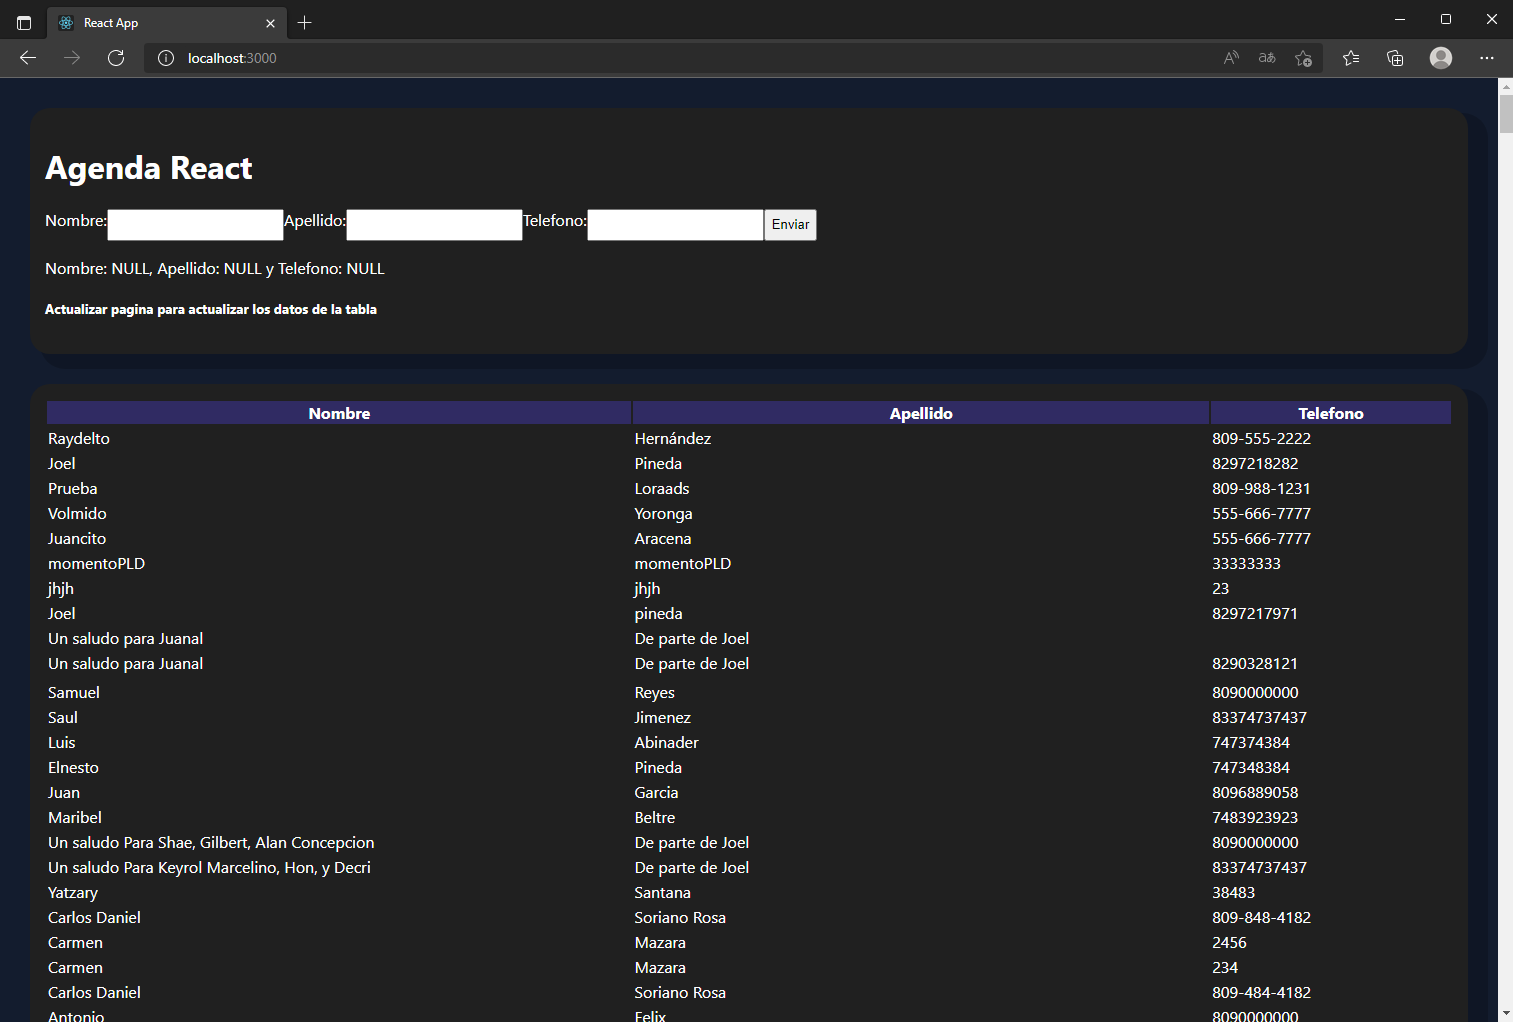 React App
localhost:3000
Agenda React
Nombre: Apellido: Telefono: Enviar
Nombre: NULL, Apellido: NULL y Telefono: NULL
Actualizar pagina para actualizar los datos de la tabla
Nombre Apellido Telefono
Raydelto Hernández 809-555-2222
Joel Pineda 8297218282
Prueba Loraads 809-988-1231
Volmido Yoronga 555-666-7777
Juancito Aracena 555-666-7777
momentoPLD momentoPLD 33333333
jhjh jhjh 23
Joel pineda 8297217971
Un saludo para Juanal De parte de Joel
Un saludo para Juanal De parte de Joel 8290328121
Samuel Reyes 8090000000
Saul Jimenez 83374737437
Luis Abinader 747374384
Elnesto Pineda 747348384
Juan Garcia 8096889058
Maribel Beltre 7483923923
Un saludo Para Shae, Gilbert, Alan Concepcion De parte de Joel 8090000000
Un saludo Para Keyrol Marcelino, Hon, y Decri De parte de Joel 83374737437
Yatzary Santana 38483
Carlos Daniel Soriano Rosa 809-848-4182
Carmen Mazara 2456
Carmen Mazara 234
Carlos Daniel Soriano Rosa 809-484-4182
Antonio Felix 8090000000